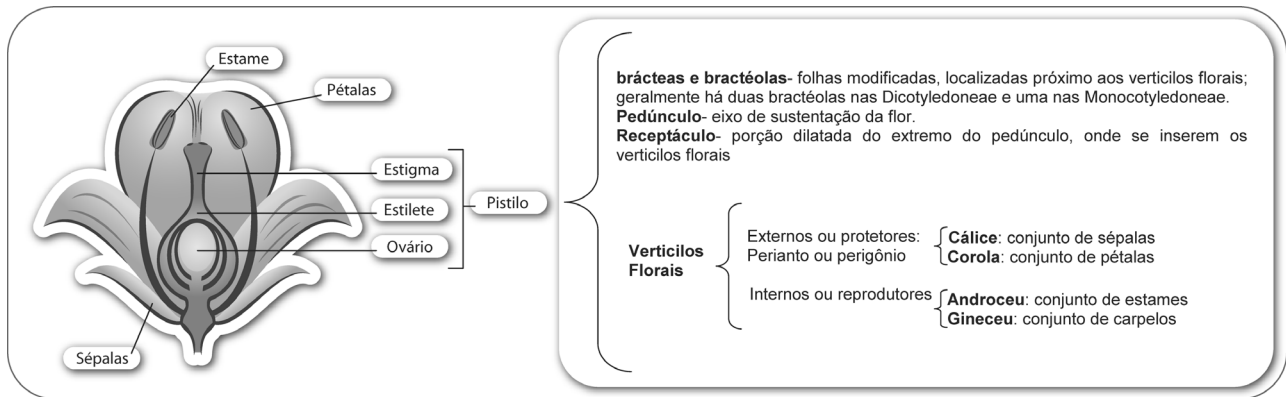 Estame
Pétalas
Estigma
Estilete
Ovário
Pistilo
Sépalas
brácteas e bractéolas- folhas modificadas, localizadas próximo aos verticilos florais;
geralmente há duas bractéolas nas Dicotyledoneae e uma nas Monocotyledoneae.
Pedúnculo- eixo de sustentação da flor.
Receptáculo- porção dilatada do extremo do pedúnculo, onde se inserem os
verticilos florais
Verticilos
Florais
Externos ou protetores:
Perianto ou perigônio
Cálice: conjunto de sépalas
Corola: conjunto de pétalas
Internos ou reprodutores
Androceu: conjunto de estames
Gineceu: conjunto de carpelos